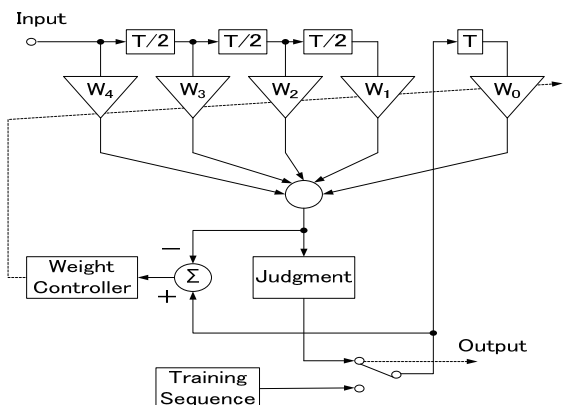 Input
T/2
T/2
T/2
T
W4
W3
W2
W1
W0
−
Weight
Controller
Σ
+
Judgment
Output
Training
Sequence